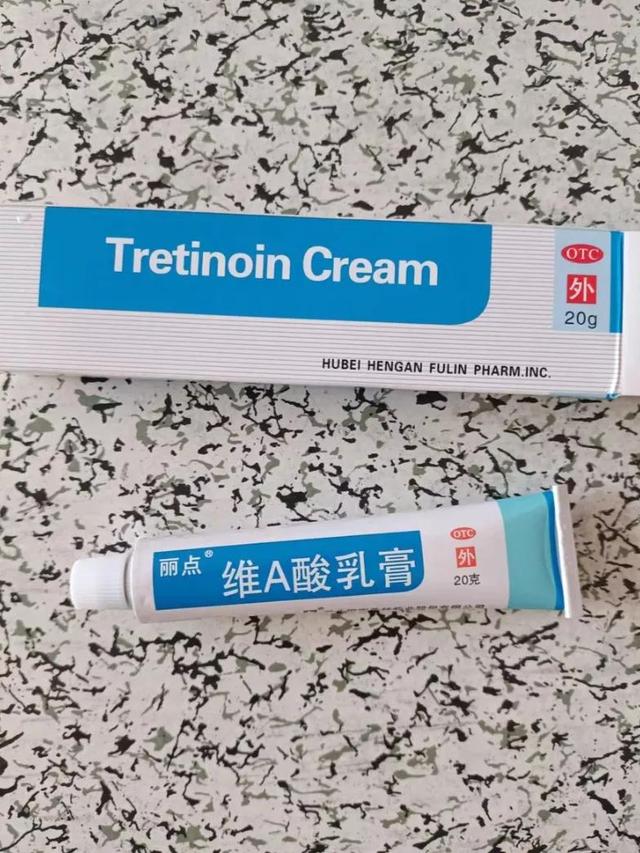 Tretinoin Cream
OTC
外
20g
HUBEI HENGAN FULIN PHARM.INC.
丽点®
维A酸乳膏
OTC
外
20克